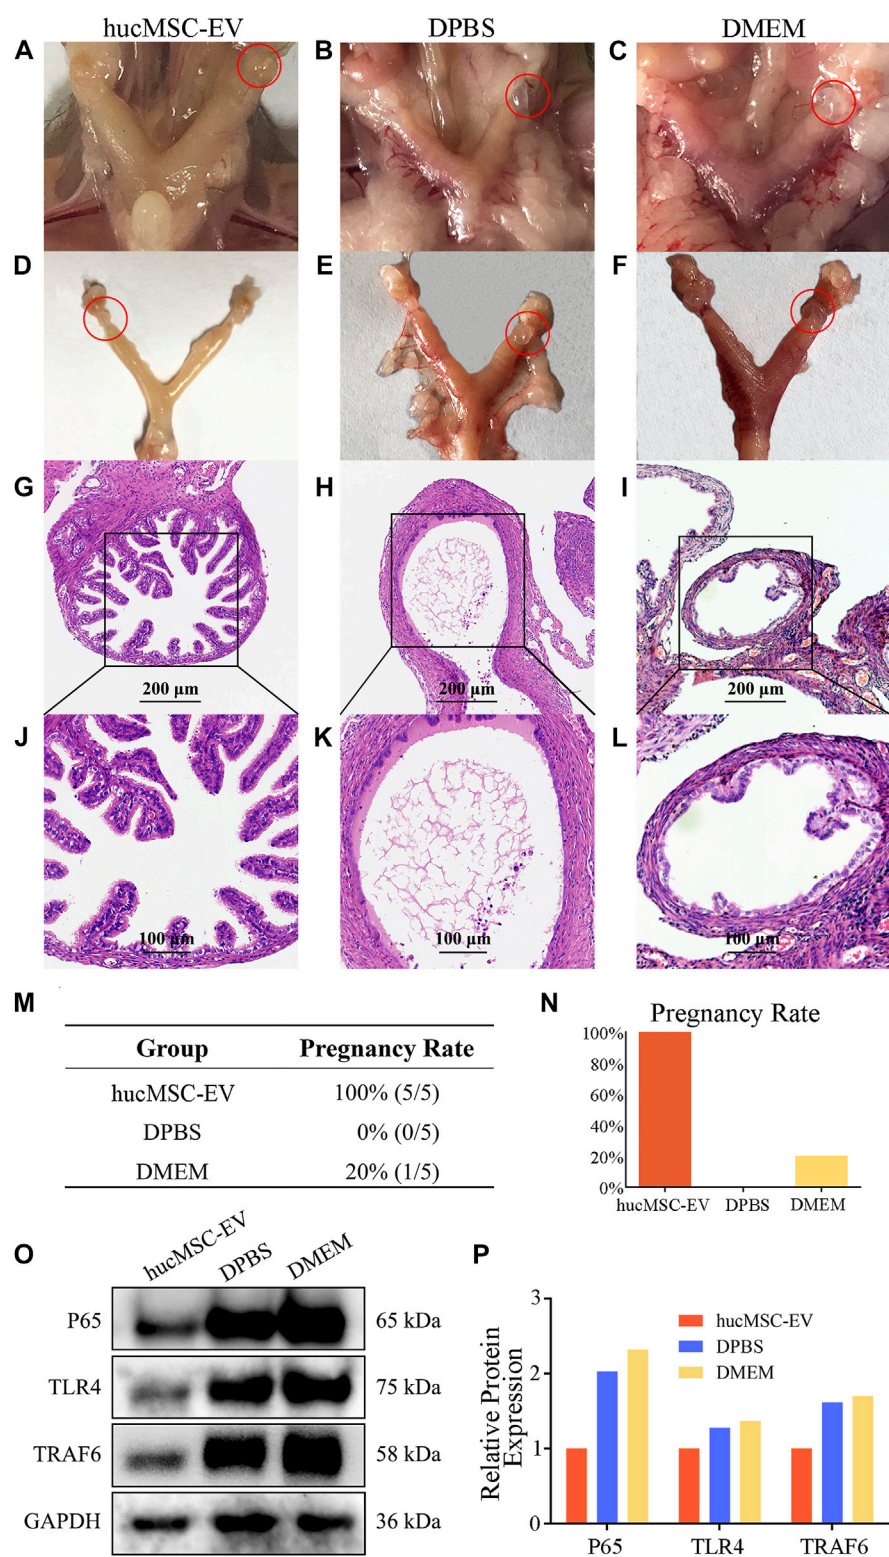 hucMSC-EV DPBS DMEM
A B C
D E F
G H I
200 μm 200 μm 200 μm
J K L
100 μm 100 μm 100 μm
M
Group Pregnancy Rate
hucMSC-EV 100% (5/5)
DPBS 0% (0/5)
DMEM 20% (1/5)
N
Pregnancy Rate
100%
80%
60%
40%
20%
0%
hucMSC-EV DPBS DMEM
O
hucMSC-EV DPBS DMEM
P65 65 kDa
TLR4 75 kDa
TRAF6 58 kDa
GAPDH 36 kDa
P
Relative Protein
Expression
3
2
1
0
hucMSC-EV
DPBS
DMEM
P65 TLR4 TRAF6